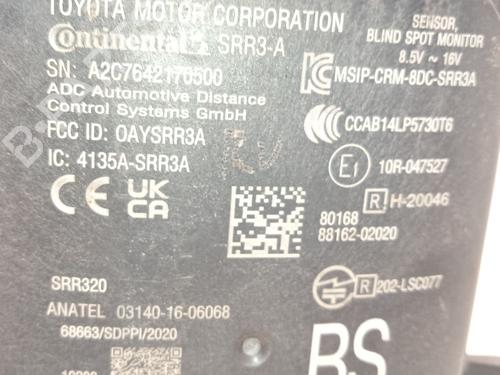 TOYOTA MOTOR CORPORATION
SENSOR,
BLIND SPOT MONITOR
8.5V ~ 16V
Continental SRR3-A
MSIP-CRM-8DC-SRR3A
SN: A2C7642170500
ADC Automotive Distance
Control Systems GmbH
CCAB14LP5730T6
FCC ID: OAYSRR3A
IC: 4135A-SRR3A
E1 10R-047527
R H-20046
CE UK CA
80168
88162-02020
SRR320
R 202-LSC077
ANATEL 03140-16-06068
68663/SDPPI/2020
BS